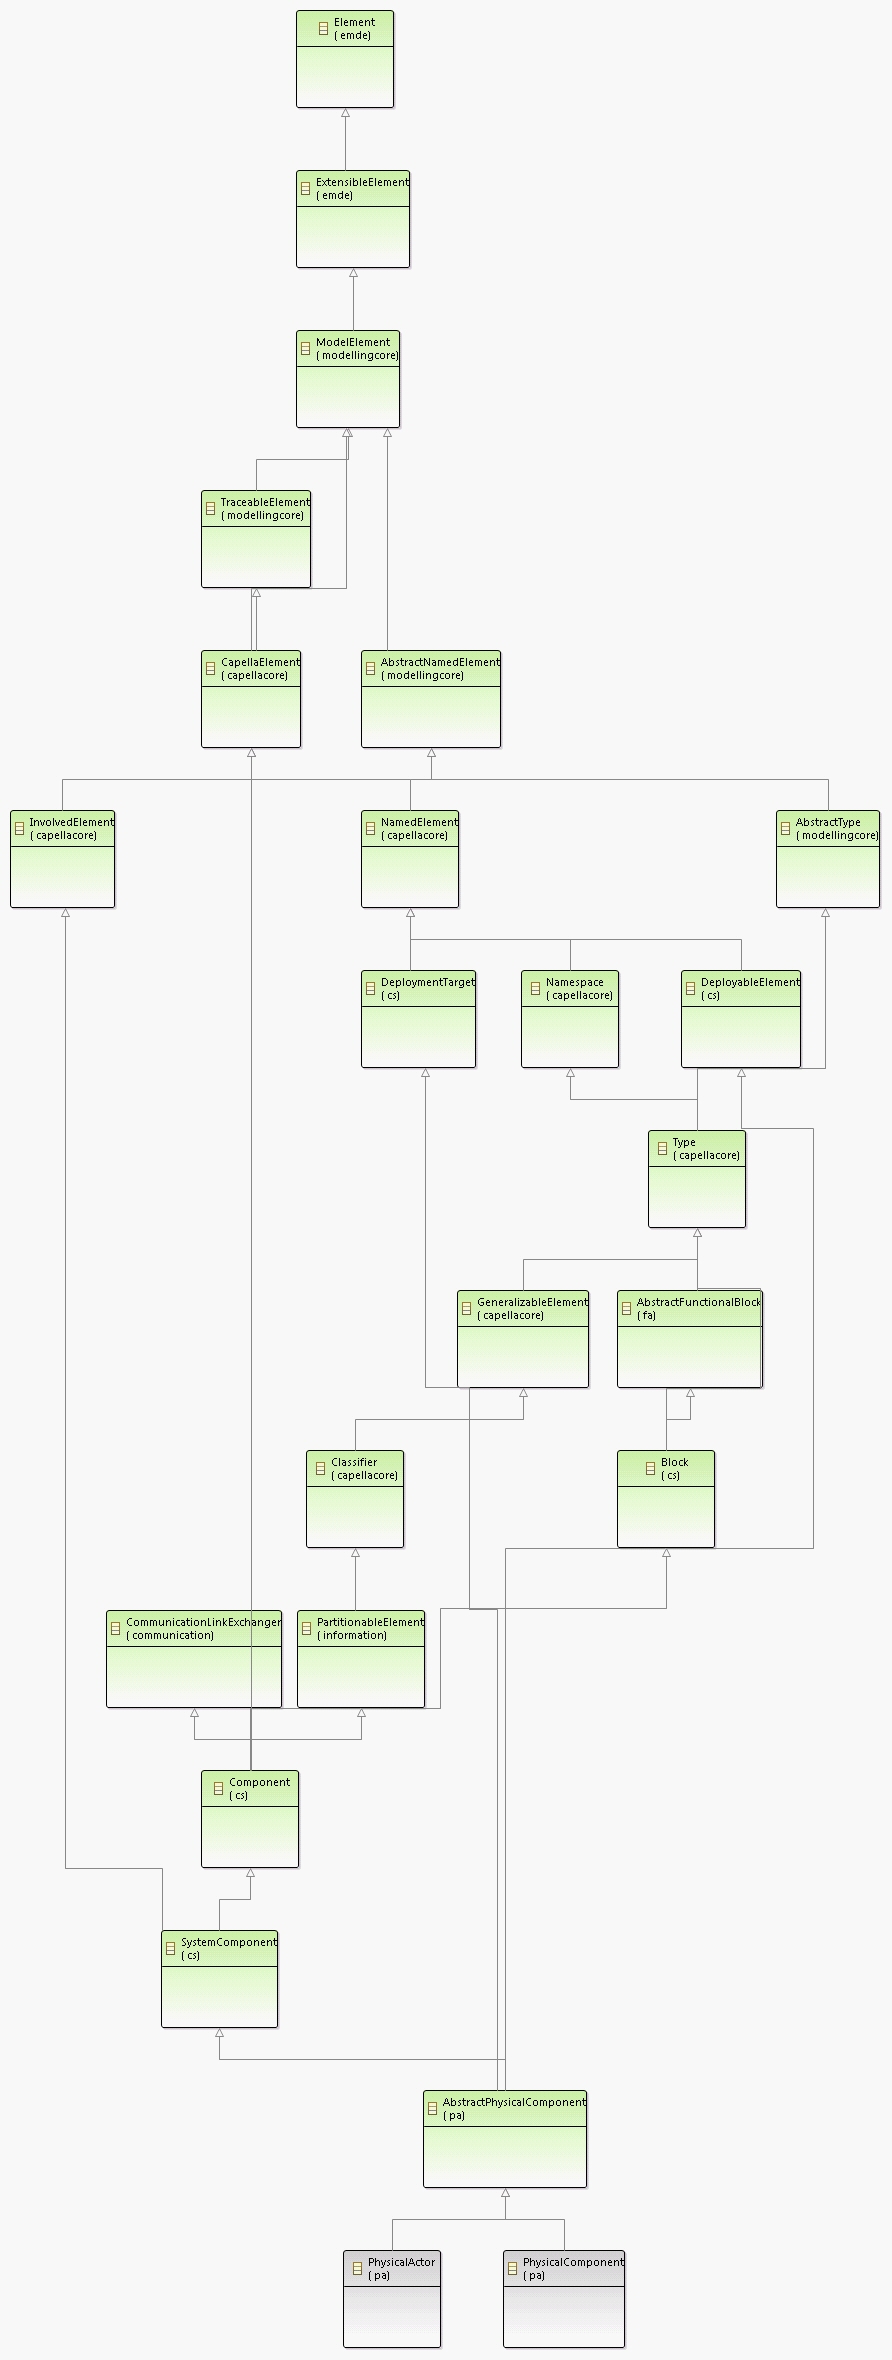 Element
( emde)
ExtensibleElement
( emde)
ModelElement
( modellingcore)
TraceableElement
( modellingcore)
CapellaElement
( capellacore)
AbstractNamedElement
( modellingcore)
InvolvedElement
( capellacore)
NamedElement
( capellacore)
AbstractType
( modellingcore)
DeploymentTarget
( cs)
Namespace
( capellacore)
DeployableElement
( cs)
Type
( capellacore)
GeneralizableElement
( capellacore)
AbstractFunctionalBlock
( fa)
Classifier
( capellacore)
Block
( cs)
CommunicationLinkExchanger
( communication)
PartitionableElement
( information)
Component
( cs)
SystemComponent
( cs)
AbstractPhysicalComponent
( pa)
PhysicalActor
( pa)
PhysicalComponent
( pa)